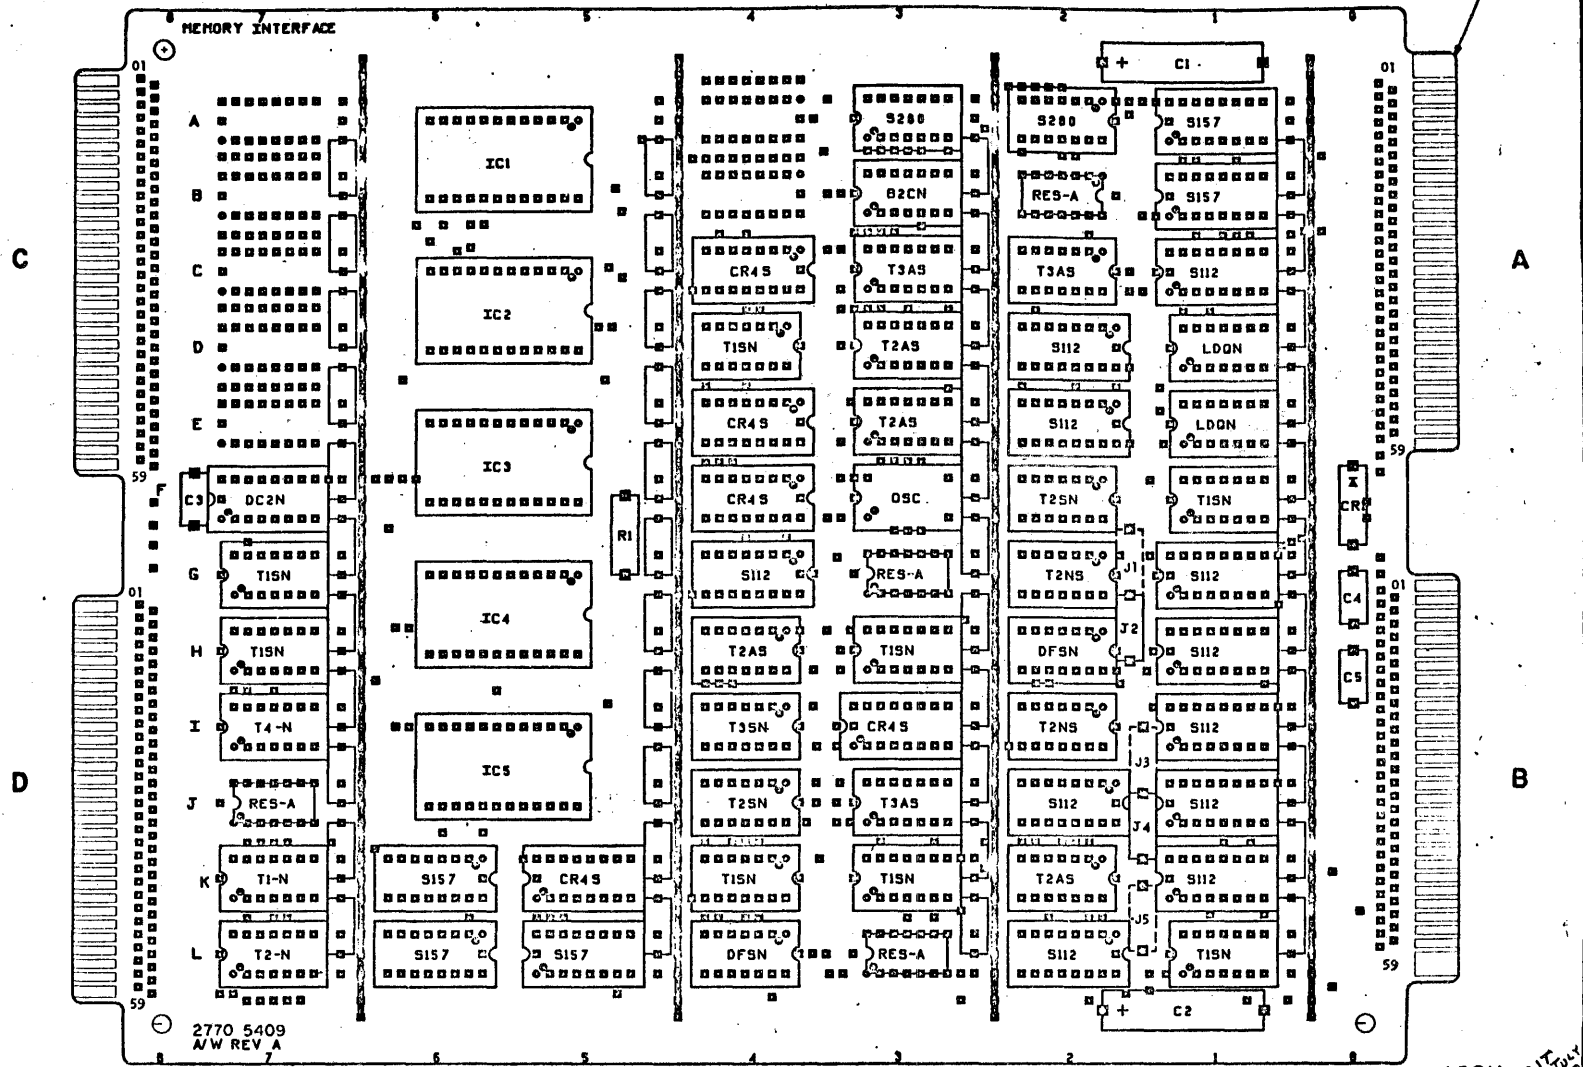 8 7 6 5 4 3 2 1 0
MEMORY INTERFACE
C1
01 01
A IC1 S280 S280 S157
B B2CN RES-A S157
C A
C IC2 CR4S T3AS T3AS S112
D T1SN T2AS S112 LDQN
E CR4S T2AS S112 LDQN
59 59
F C3 DC2N IC3 CR4S OSC T2SN T1SN CR
R1
G T1SN S112 RES-A T2NS J1 S112
01 01
C4
H T1SN IC4 T2AS T1SN DFSN J2 S112
C5
I T4-N T3SN CR4S T2NS S112
J3
D B
J RES-A IC5 T2SN T3AS S112 S112
J4
K T1-N S157 CR4S T1SN T1SN T2AS S112
J5
L T2-N S157 S157 DFSN RES-A S112 T1SN
59 59
C2
2770 5409
A/W REV A
8 7 6 5 4 3 2 1 0